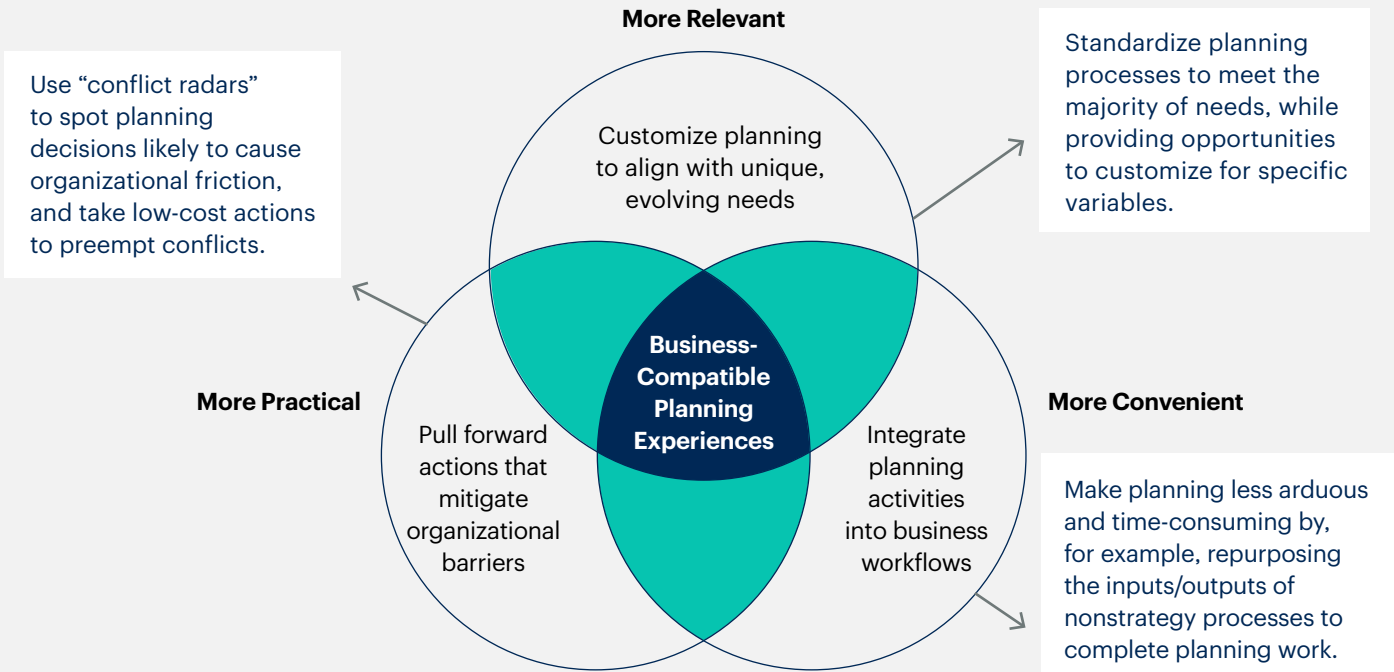 More Relevant
Use “conflict radars”
to spot planning
decisions likely to cause
organizational friction,
and take low-cost actions
to preempt conflicts.
Customize planning
to align with unique,
evolving needs
Standardize planning
processes to meet the
majority of needs, while
providing opportunities
to customize for specific
variables.
Business-
Compatible
Planning
Experiences
More Practical
Pull forward
actions that
mitigate
organizational
barriers
More Convenient
Integrate
planning
activities
into business
workflows
Make planning less arduous
and time-consuming by,
for example, repurposing
the inputs/outputs of
nonstrategy processes to
complete planning work.